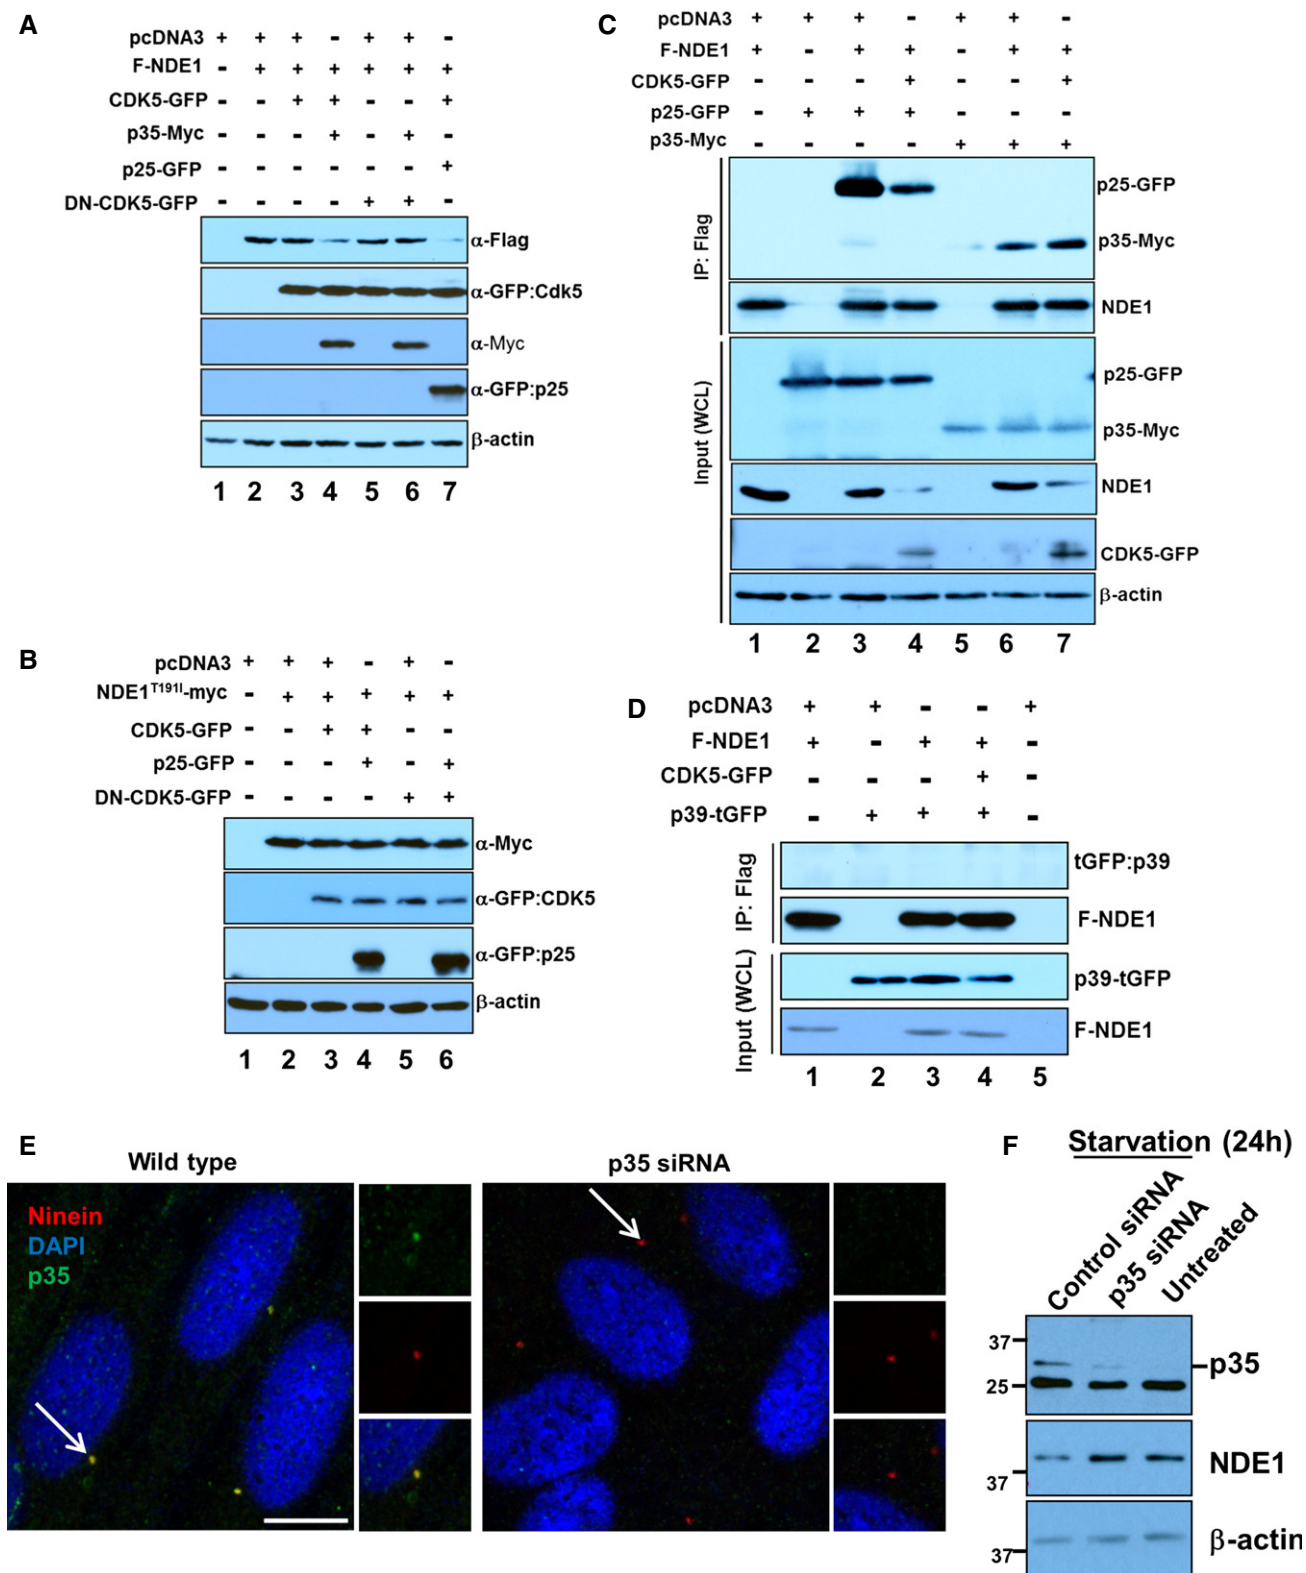 A
pcDNA3 + + + - + + -
F-NDE1 - + + + + + +
CDK5-GFP - - + + - - +
p35-Myc - - - + - + -
p25-GFP - - - - - - +
DN-CDK5-GFP - - - - + + -
α-Flag
α-GFP:Cdk5
α-Myc
α-GFP:p25
β-actin
1 2 3 4 5 6 7
B
pcDNA3 + + + - + -
NDE1T191I-myc - + + + + +
CDK5-GFP - - + + - -
p25-GFP - - - + - +
DN-CDK5-GFP - - - - + +
α-Myc
α-GFP:CDK5
α-GFP:p25
β-actin
1 2 3 4 5 6
C
pcDNA3 + + + - + + -
F-NDE1 + - + + - + +
CDK5-GFP - - - + - - +
p25-GFP - + + + - - -
p35-Myc - - - - + + +
IP: Flag
p25-GFP
p35-Myc
NDE1
Input (WCL)
p25-GFP
p35-Myc
NDE1
CDK5-GFP
β-actin
1 2 3 4 5 6 7
D
pcDNA3 + + - - +
F-NDE1 + - + + -
CDK5-GFP - - - + -
p39-tGFP - + + + -
IP: Flag
tGFP:p39
F-NDE1
Input (WCL)
p39-tGFP
F-NDE1
1 2 3 4 5
E
Wild type
p35 siRNA
Ninein
DAPI
p35
F
Starvation (24h)
Control siRNA
p35 siRNA
Untreated
37
25
p35
37
NDE1
37
β-actin